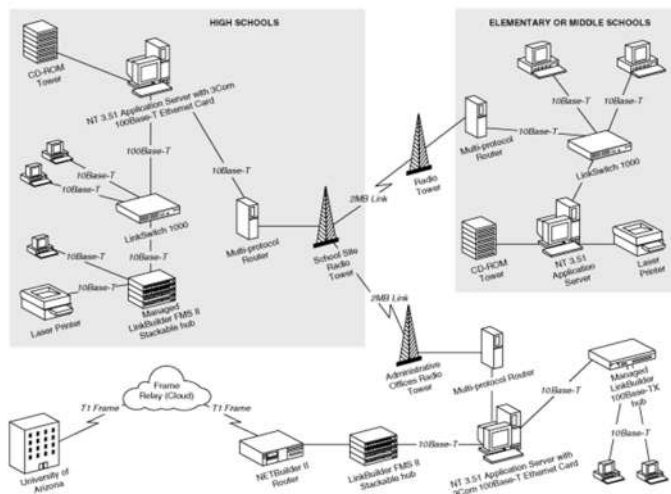 HIGH SCHOOLS
CD-ROM
Tower
NT 3.51 Application Server with 3Com
100Base-T Ethernet Card
100Base-T
10Base-T
10Base-T
10Base-T
LinkSwitch 1000
10Base-T
10Base-T
10Base-T
Laser Printer
Managed
LinkBuilder FMS II
Stackable hub
Multi-protocol
Router
School Site
Radio
Tower
2MB Link
Radio
Tower
2MB Link
Administrative
Offices Radio
Tower
ELEMENTARY OR MIDDLE SCHOOLS
10Base-T
10Base-T
Multi-protocol
Router
10Base-T
LinkSwitch 1000
CD-ROM
Tower
NT 3.51
Application
Server
Laser
Printer
Multi-protocol Router
10Base-T
Managed
LinkBuilder
100Base-TX
hub
10Base-T
10Base-T
University of
Arizona
T1 Frame
Frame
Relay (Cloud)
T1 Frame
NETBuilder II
Router
LinkBuilder FMS II
Stackable hub
10Base-T
NT 3.51 Application Server with
3Com 100Base-T Ethernet Card